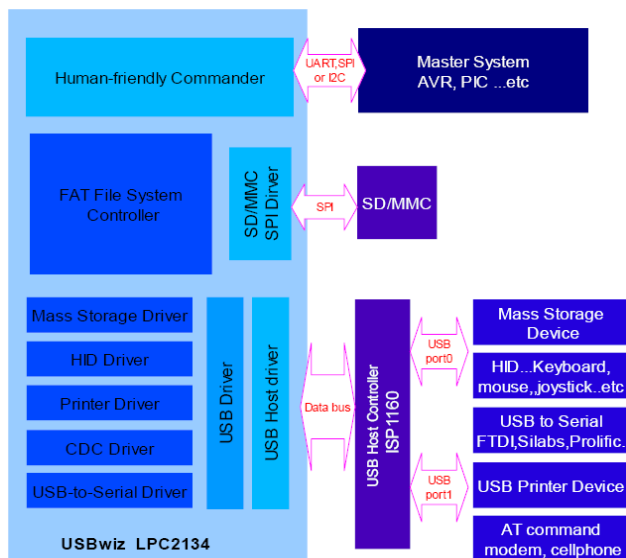 Human-friendly Commander
UART,SPI
or I2C
Master System
AVR, PIC ...etc
FAT File System
Controller
SD/MMC
SPI Dirver
SPI
SD/MMC
Mass Storage Driver
HID Driver
Printer Driver
CDC Driver
USB-to-Serial Driver
USB Driver
USB Host driver
Data bus
USB Host Controller
ISP1160
USB
port0
USB
port1
Mass Storage
Device
HID...Keyboard,
mouse,,joystick..etc
USB to Serial
FTDI,Silabs,Prolific..
USB Printer Device
AT command
modem, cellphone
USBwiz LPC2134